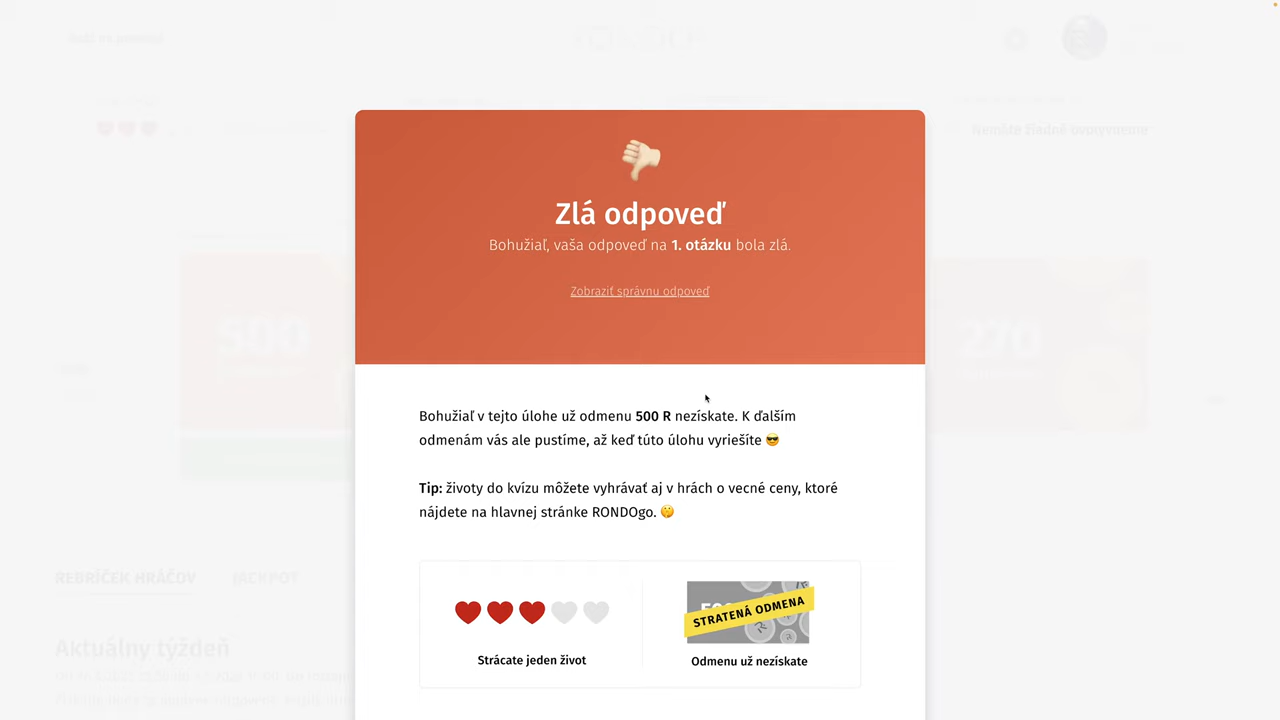 Zlá odpoveď
Bohužiaľ, vaša odpoveď na 1. otázku bola zlá.
Zobraziť správnu odpoveď
500
270
Bohužiaľ v tejto úlohe už odmenu 500 R nezískate. K ďalším
odmenám vás ale pustíme, až keď túto úlohu vyriešite 😎
Tip: životy do kvízu môžete vyhrávať aj v hrách o vecné ceny, ktoré
nájdete na hlavnej stránke RONDOgo. 🤫
STRATENÁ ODMENA
Strácate jeden život
Odmenu už nezískate
REBRÍČEK HRÁČOV
JACKPOT
Aktuálny týždeň